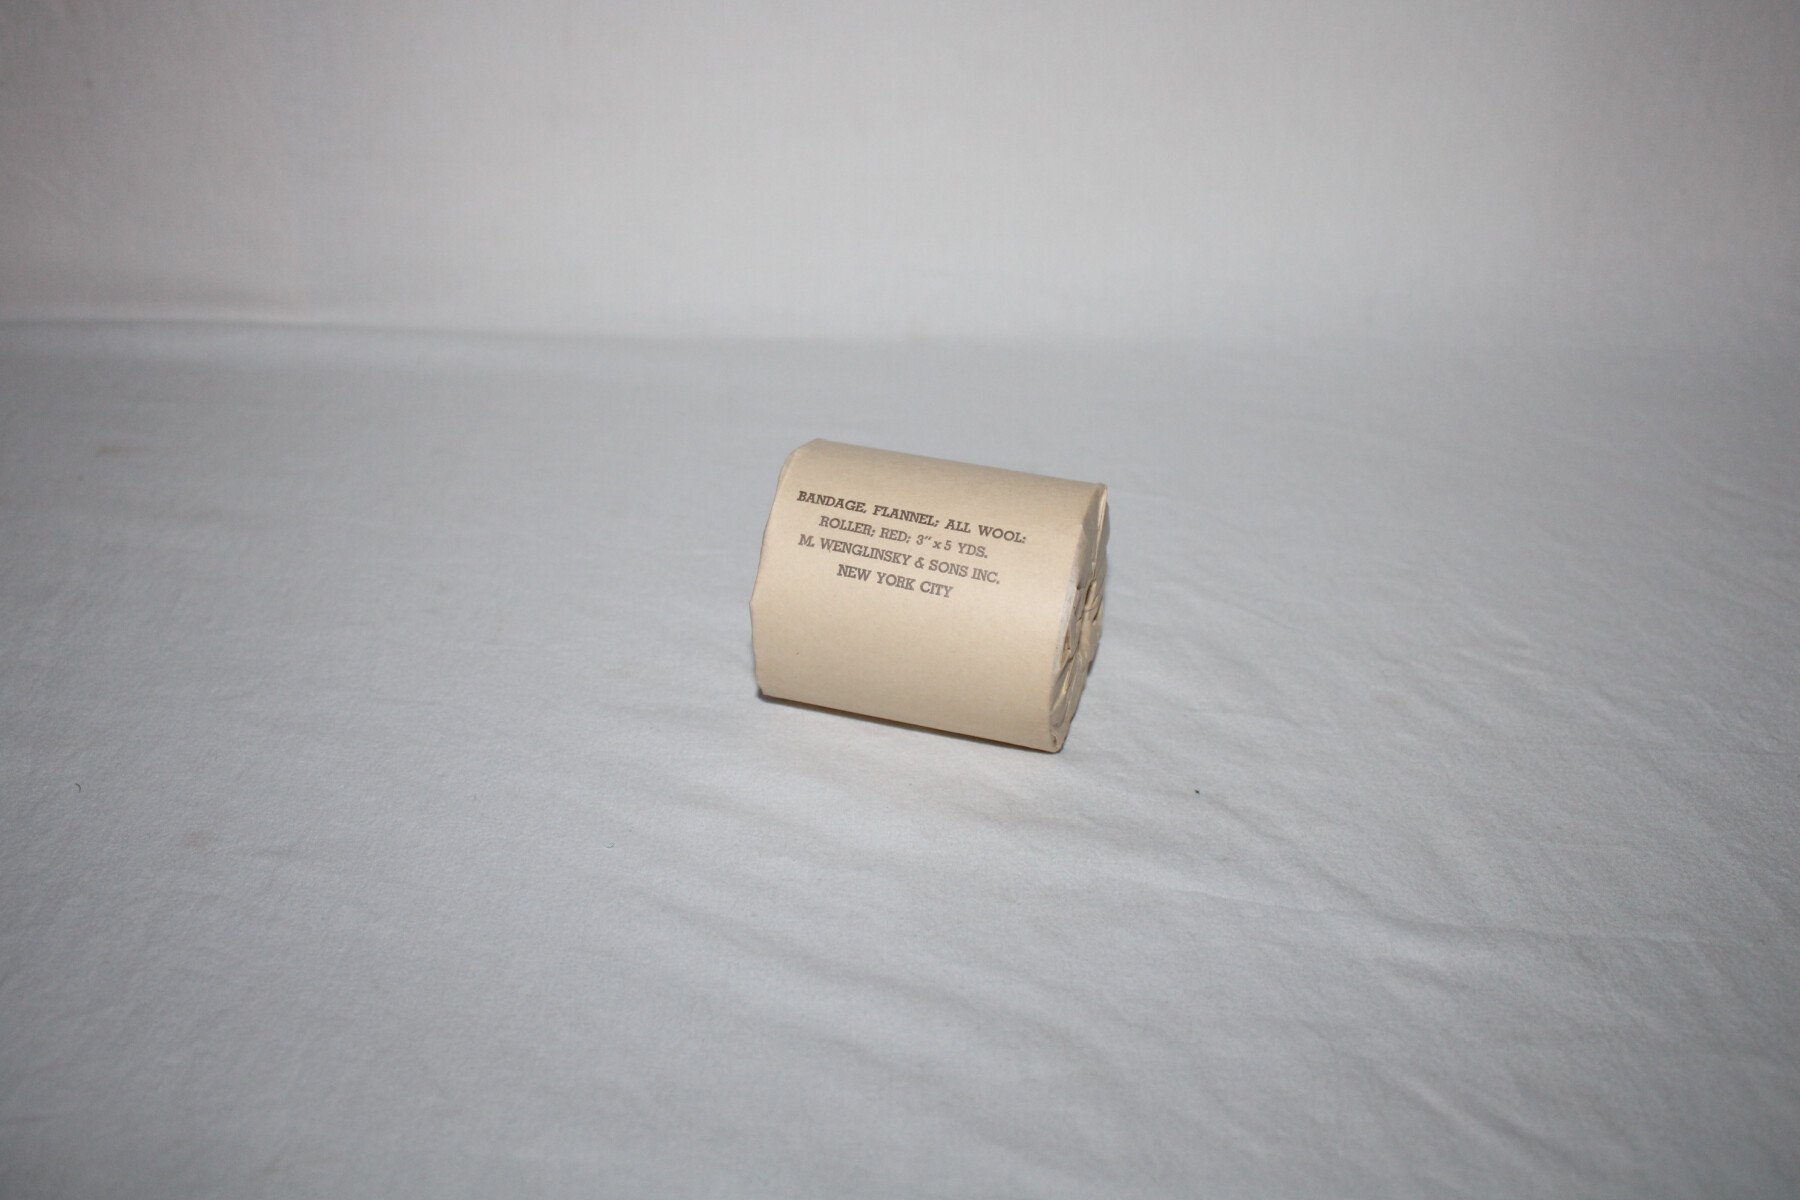 BANDAGE, FLANNEL; ALL WOOL:
ROLLER; RED; 3" x 5 YDS.
M. WENGLINSKY & SONS INC.
NEW YORK CITY